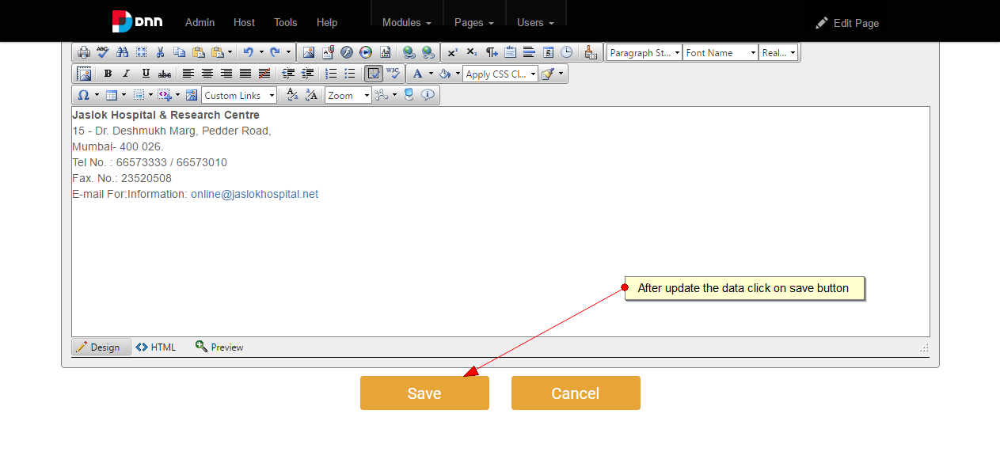 DNN Admin Host Tools Help Modules Pages Users Edit Page
Paragraph St... Font Name Real...
B I U abc W3C A Apply CSS Cl...
Ω Custom Links Zoom
Jaslok Hospital & Research Centre
15 - Dr. Deshmukh Marg, Pedder Road,
Mumbai- 400 026.
Tel No. : 66573333 / 66573010
Fax. No.: 23520508
E-mail For:Information: online@jaslokhospital.net
After update the data click on save button
Design HTML Preview
Save Cancel